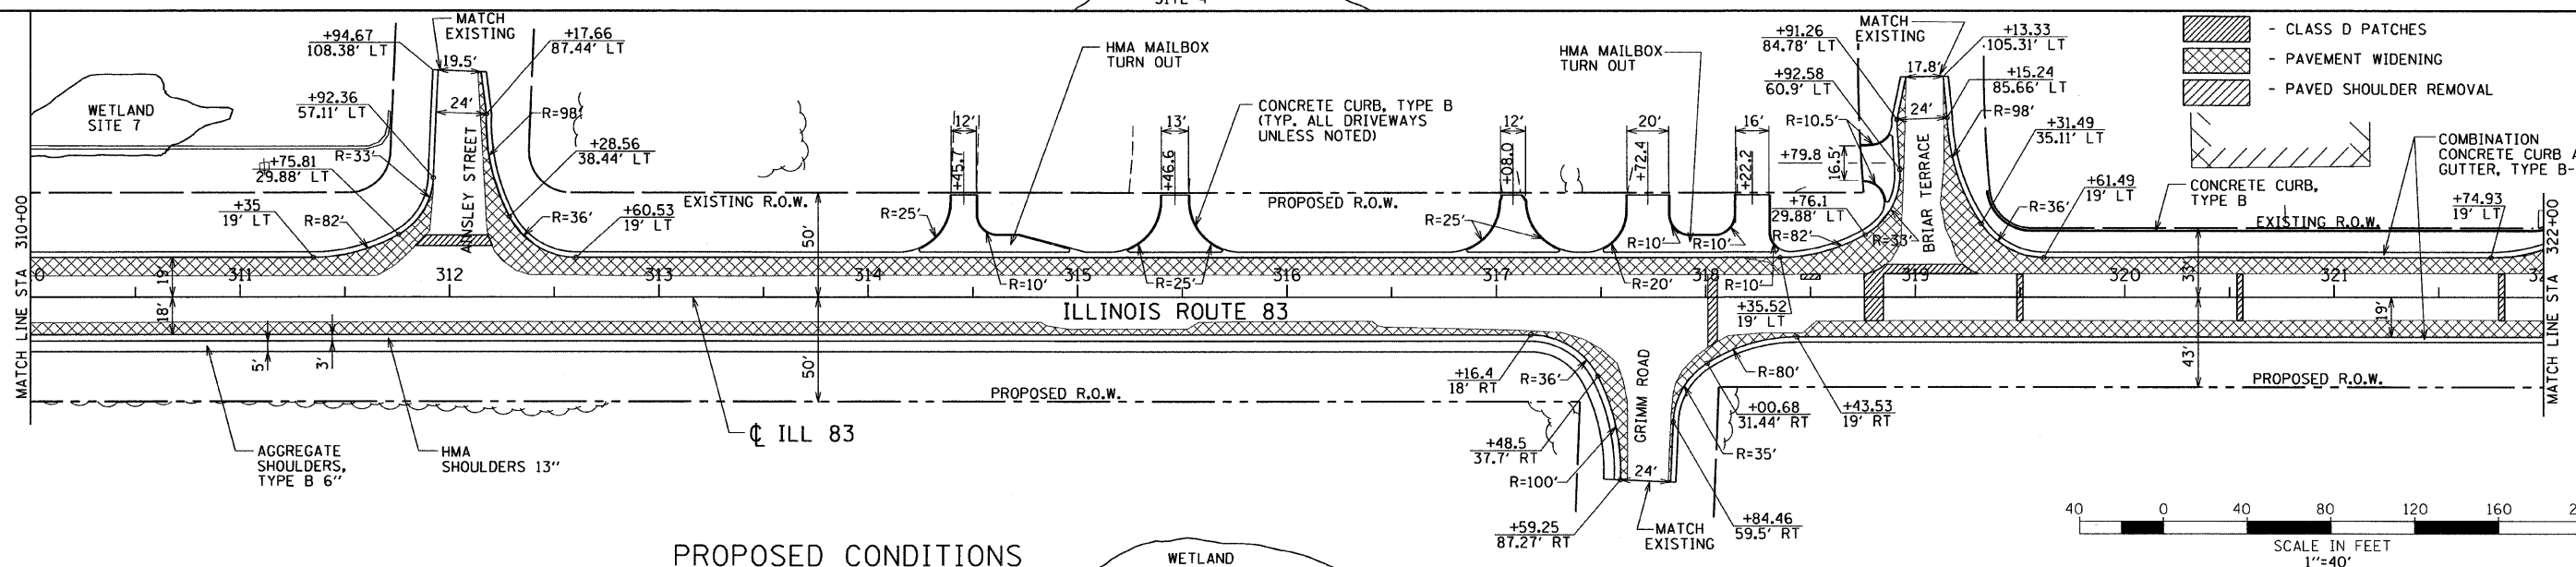 SITE 4
MATCH LINE STA 310+00
WETLAND
SITE 7
+94.67
108.38' LT
MATCH
EXISTING
19.5'
+17.66
87.44' LT
+92.36
57.11' LT
24'
R=98'
+75.81
29.88' LT
R=33'
AINSLEY STREET
+28.56
38.44' LT
+35
19' LT
R=82'
R=36'
+60.53
19' LT
EXISTING R.O.W.
50'
HMA MAILBOX
TURN OUT
CONCRETE CURB, TYPE B
(TYP. ALL DRIVEWAYS
UNLESS NOTED)
12'
+45.7
13'
+46.6
R=25'
R=10'
R=25'
PROPOSED R.O.W.
HMA MAILBOX
TURN OUT
12'
+08.0
20'
+72.4
16'
+22.2
R=25'
R=20'
R=10'
R=10'
R=10'
+91.26
84.78' LT
+92.58
60.9' LT
R=10.5'
+79.8
16.5'
+76.1
29.88' LT
R=82'
R=33'
MATCH
EXISTING
17.8'
24'
BRIAR TERRACE
+13.33
105.31' LT
+15.24
85.66' LT
R=98'
+31.49
35.11' LT
R=36'
+61.49
19' LT
- CLASS D PATCHES
- PAVEMENT WIDENING
- PAVED SHOULDER REMOVAL
COMBINATION
CONCRETE CURB A
GUTTER, TYPE B-
CONCRETE CURB,
TYPE B
EXISTING R.O.W.
+74.93
19' LT
33'
MATCH LINE STA 322+00
0 311 312 313 314 315 316 317 318 319 320 321 32
19'
18'
ILLINOIS ROUTE 83
+35.52
19' LT
19'
5'
3'
50'
43'
PROPOSED R.O.W.
PROPOSED R.O.W.
℄ ILL 83
AGGREGATE
SHOULDERS,
TYPE B 6"
HMA
SHOULDERS 13"
+16.4
18' RT
R=36'
GRIMM ROAD
R=80'
+00.68
31.44' RT
+43.53
19' RT
+48.5
37.7' RT
R=35'
R=100'
24'
+59.25
87.27' RT
MATCH
EXISTING
+84.46
59.5' RT
PROPOSED CONDITIONS
WETLAND
40 0 40 80 120 160
SCALE IN FEET
1"=40'